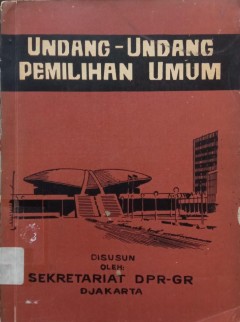 UNDANG-UNDANG
PEMILIHAN UMUM
DISUSUN
OLEH:
SEKRETARIAT DPR-GR
DJAKARTA